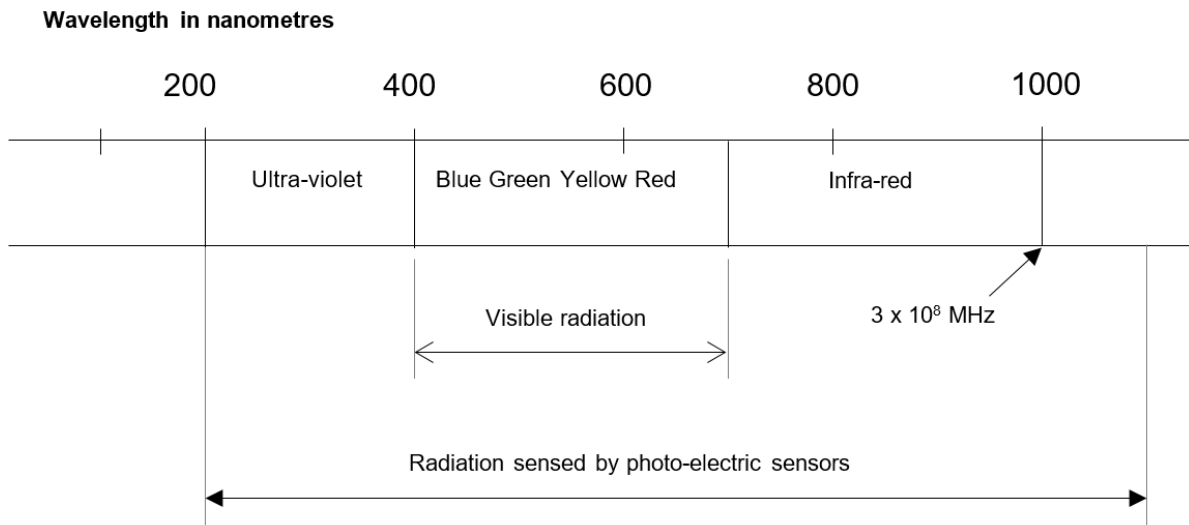 Wavelength in nanometres
200 400 600 800 1000
Ultra-violet Blue Green Yellow Red Infra-red
Visible radiation
3 x 10⁸ MHz
Radiation sensed by photo-electric sensors